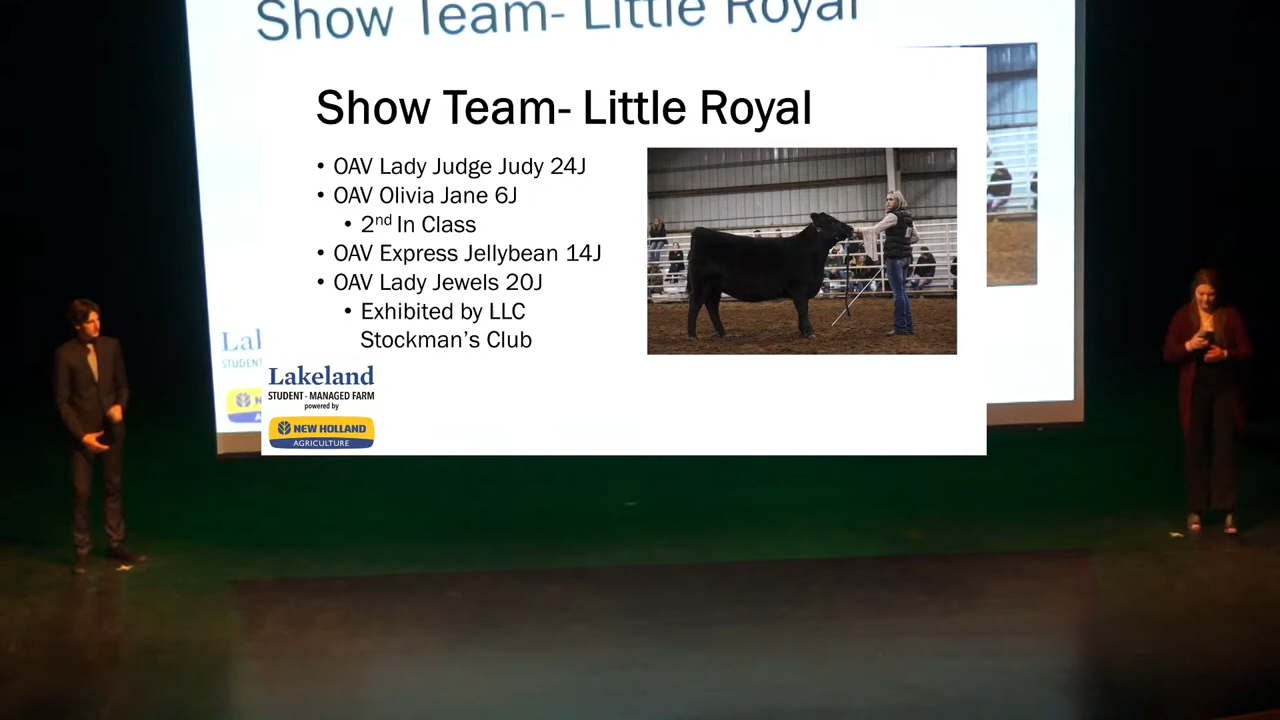 Show Team- Little Royal
Show Team- Little Royal
• OAV Lady Judge Judy 24J
• OAV Olivia Jane 6J
• 2nd In Class
• OAV Express Jellybean 14J
• OAV Lady Jewels 20J
• Exhibited by LLC
Stockman's Club
Lakeland
STUDENT-MANAGED FARM
powered by
NEW HOLLAND
AGRICULTURE
Lak
STUDENT